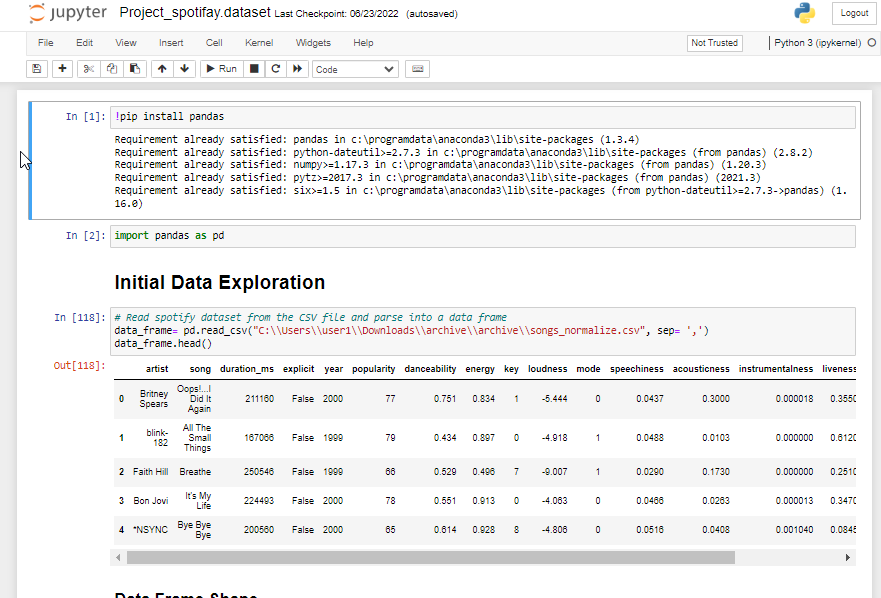 jupyter Project_spotifay.dataset Last Checkpoint: 06/23/2022 (autosaved)
Logout
File Edit View Insert Cell Kernel Widgets Help
Not Trusted Python 3 (ipykernel)
Run Code
In [1]: !pip install pandas
Requirement already satisfied: pandas in c:\programdata\anaconda3\lib\site-packages (1.3.4)
Requirement already satisfied: python-dateutil>=2.7.3 in c:\programdata\anaconda3\lib\site-packages (from pandas) (2.8.2)
Requirement already satisfied: numpy>=1.17.3 in c:\programdata\anaconda3\lib\site-packages (from pandas) (1.20.3)
Requirement already satisfied: pytz>=2017.3 in c:\programdata\anaconda3\lib\site-packages (from pandas) (2021.3)
Requirement already satisfied: six>=1.5 in c:\programdata\anaconda3\lib\site-packages (from python-dateutil>=2.7.3->pandas) (1.
16.0)
In [2]: import pandas as pd
Initial Data Exploration
In [118]: # Read spotify dataset from the CSV file and parse into a data frame
data_frame= pd.read_csv("C:\\Users\\user1\\Downloads\\archive\\archive\\songs_normalize.csv", sep= ',')
data_frame.head()
Out[118]:
artist song duration_ms explicit year popularity danceability energy key loudness mode speechiness acousticness instrumentalness liveness
0 Britney Spears Oops!...I Did It Again 211160 False 2000 77 0.751 0.834 1 -5.444 0 0.0437 0.3000 0.000018 0.3550
1 blink-182 All The Small Things 167066 False 1999 79 0.434 0.897 0 -4.918 1 0.0488 0.0103 0.000000 0.6120
2 Faith Hill Breathe 250546 False 1999 66 0.529 0.496 7 -9.007 1 0.0290 0.1730 0.000000 0.2510
3 Bon Jovi It's My Life 224493 False 2000 78 0.551 0.913 0 -4.063 0 0.0466 0.0263 0.000013 0.3470
4 *NSYNC Bye Bye Bye 200560 False 2000 65 0.614 0.928 8 -4.806 0 0.0516 0.0408 0.001040 0.0845
Data Frame Shape